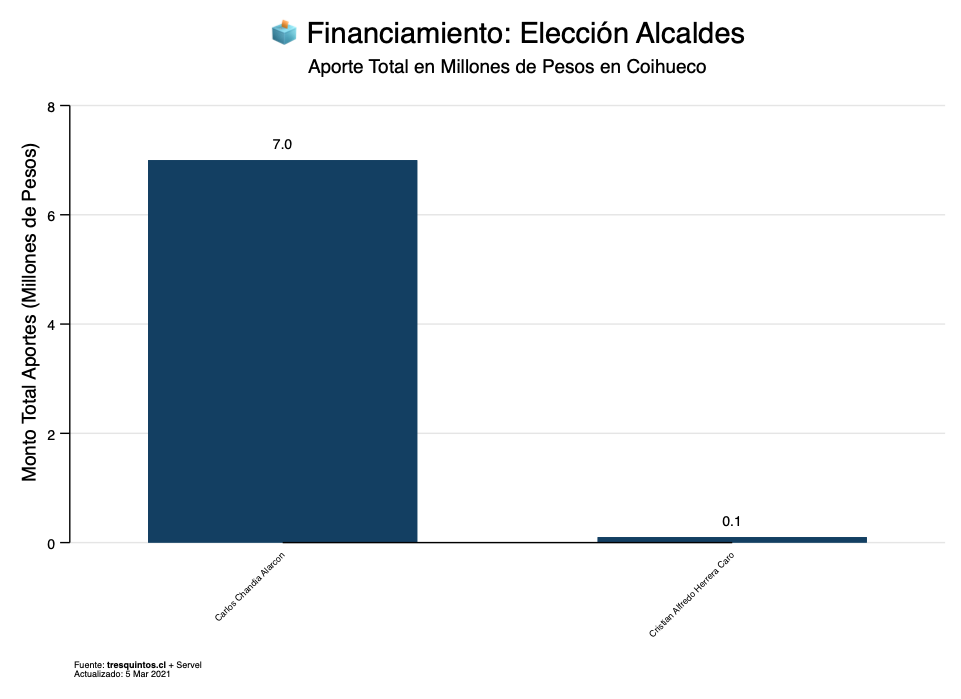 Financiamiento: Elección Alcaldes
Aporte Total en Millones de Pesos en Coihueco
Monto Total Aportes (Millones de Pesos)
8
6
4
2
0
7.0
0.1
Carlos Chandia Alarcon
Cristian Alfredo Herrera Caro
Fuente: tresquintos.cl + Servel
Actualizado: 5 Mar 2021